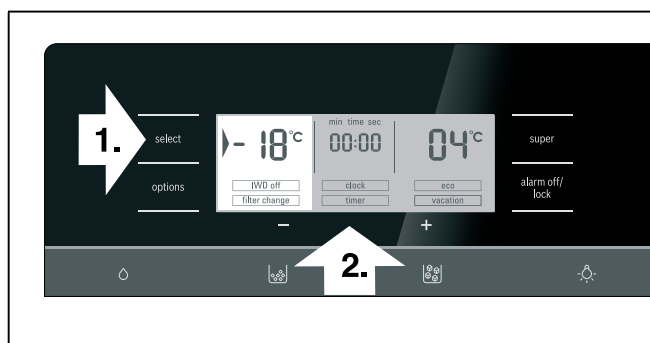 min time sec
1. select - 18°C 00:00 04°C super
options IWD off clock eco alarm off/
lock
filter change timer vacation
- +
2.